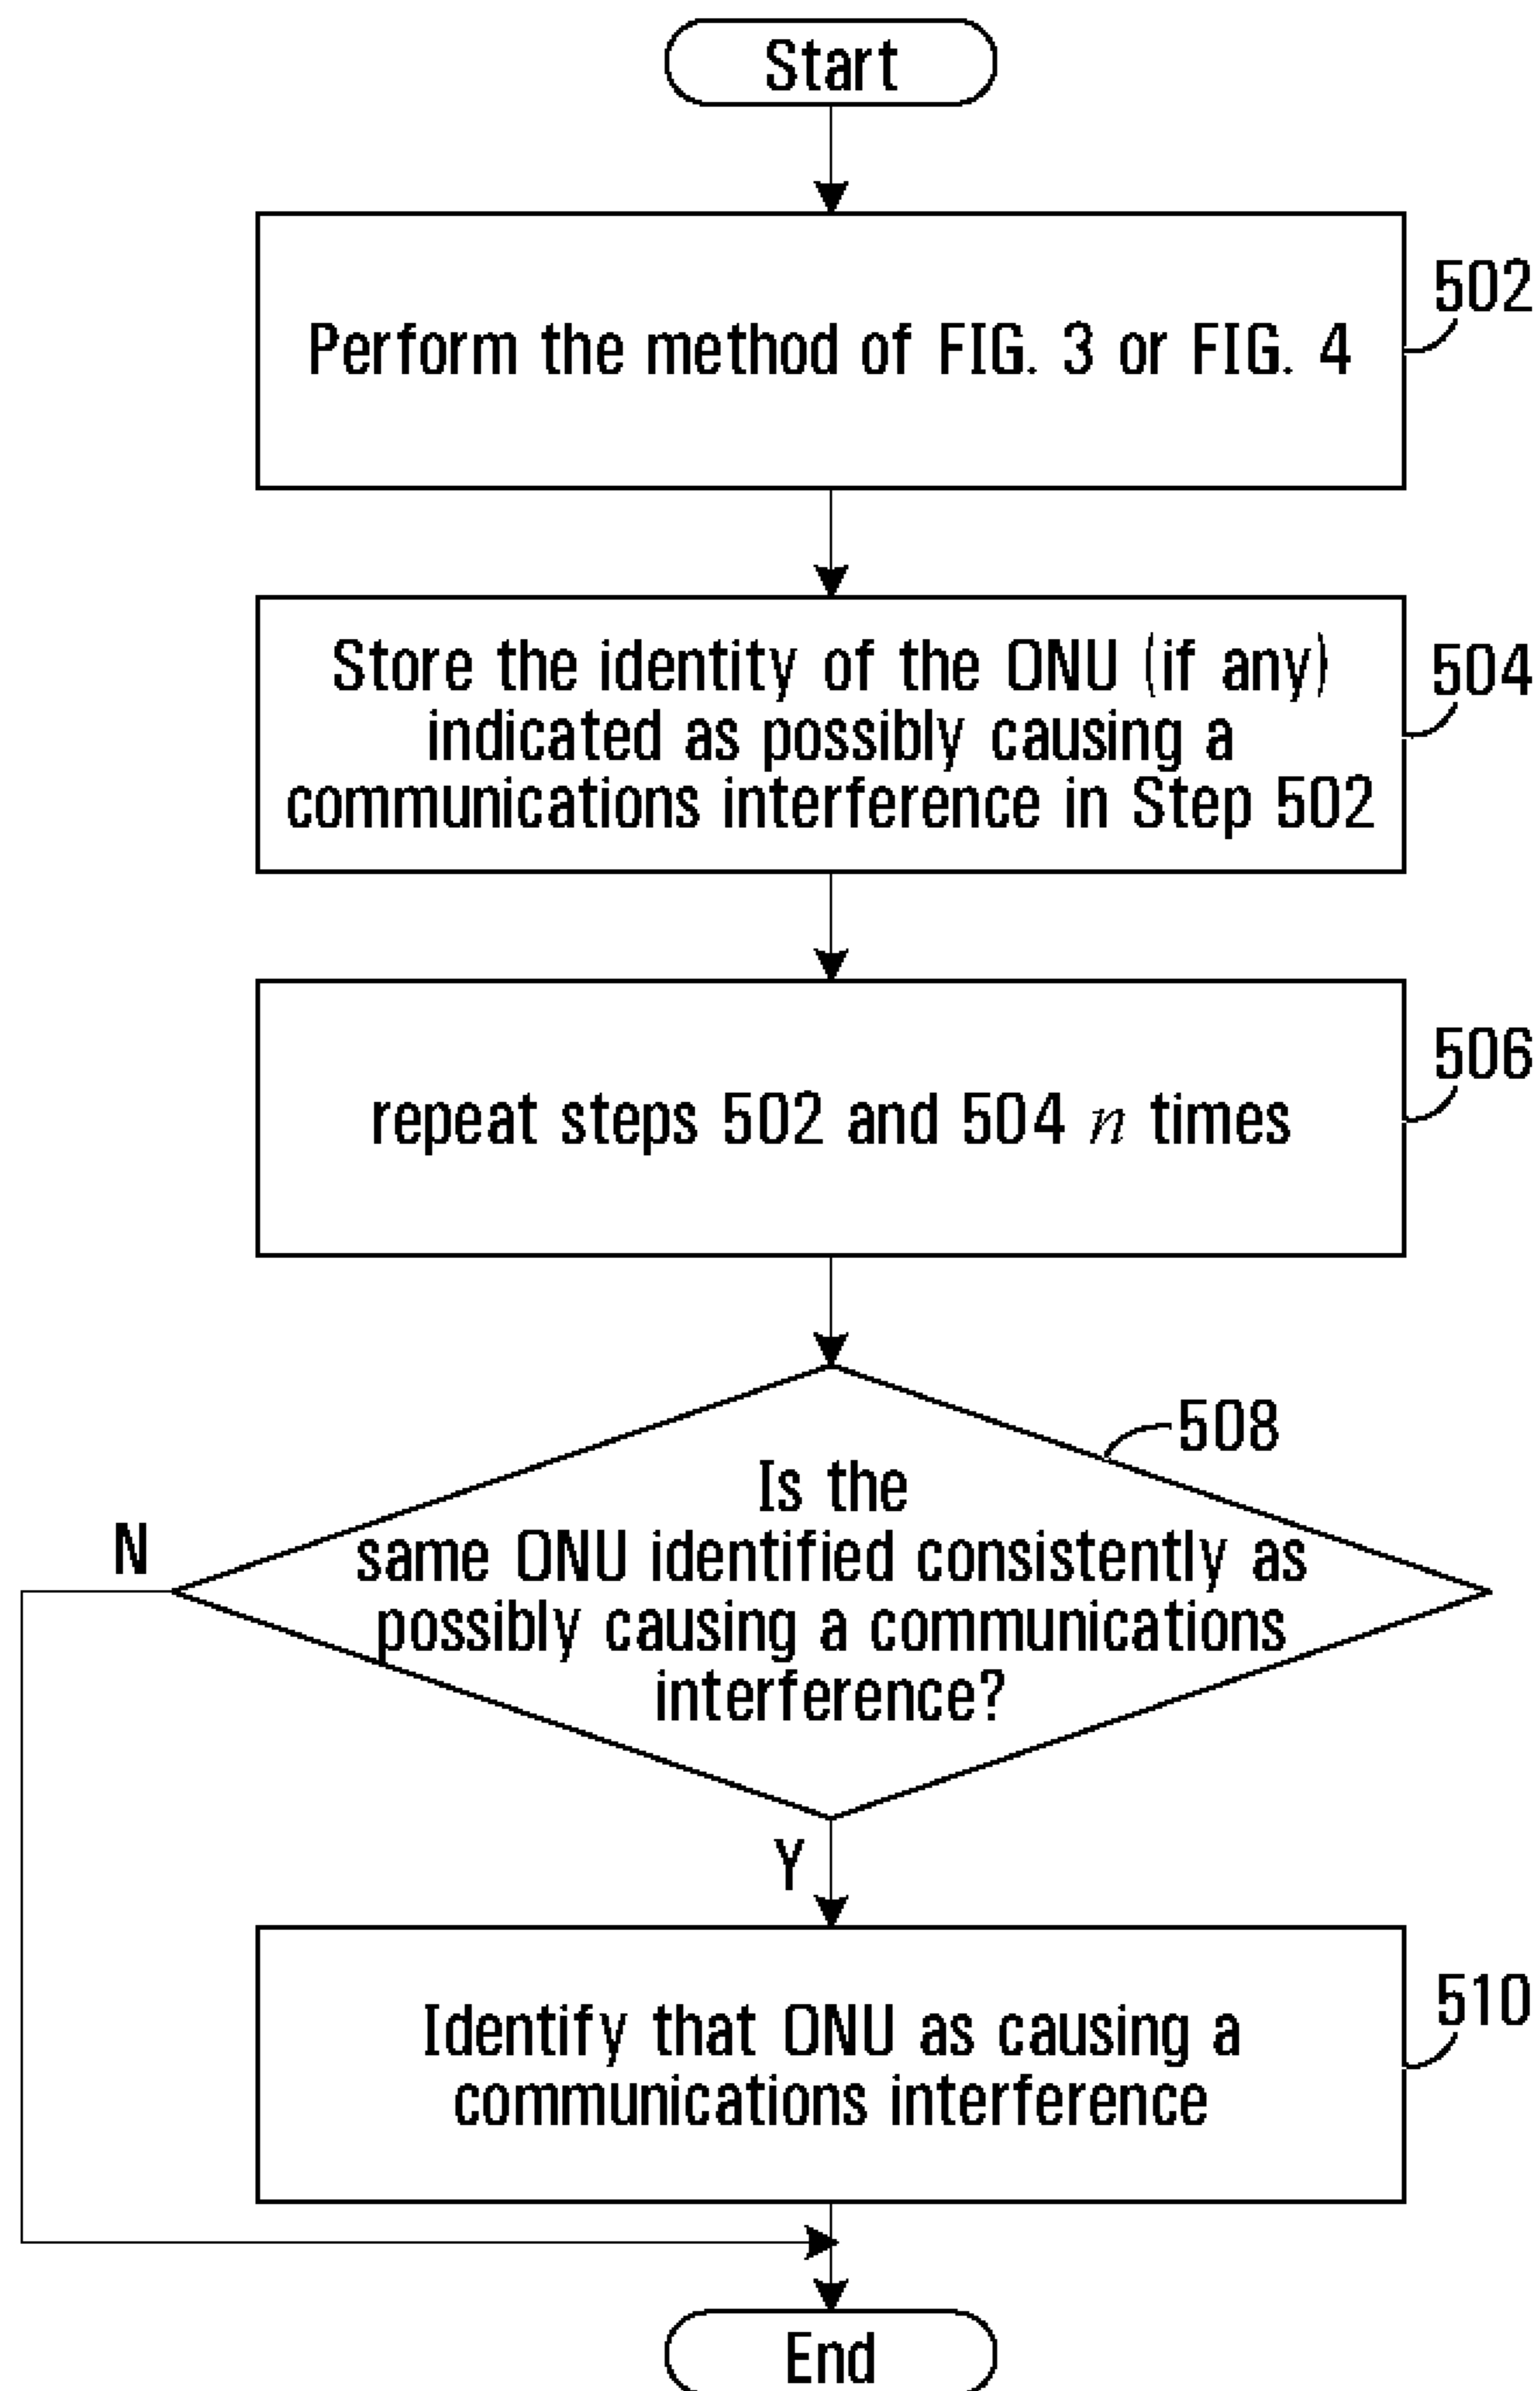 Start
502
Perform the method of FIG. 3 or FIG. 4
Store the identity of the ONU (if any)
504
indicated as possibly causing a
communications interference in Step 502
506
repeat steps 502 and 504 n times
508
Is the
N
same ONU identified consistently as
possibly causing a communications
interference?
Y
510
Identify that ONU as causing a
communications interference
End